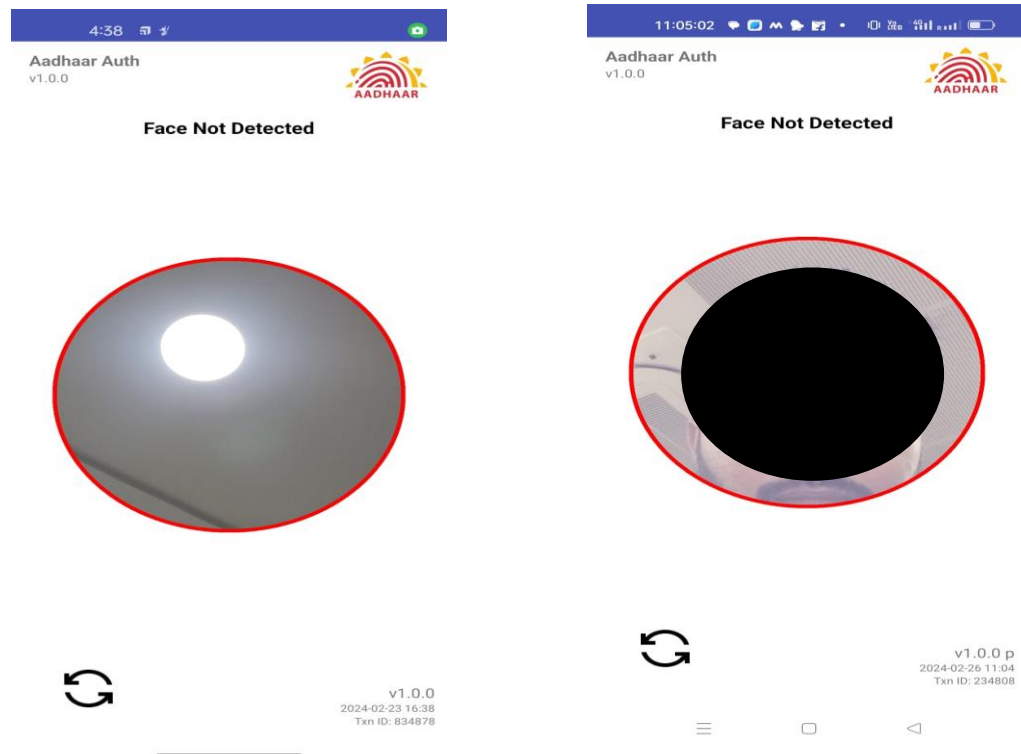 4:38
Aadhaar Auth
v1.0.0
AADHAAR
Face Not Detected
v1.0.0
2024-02-23 16:38
Txn ID: 834878
11:05:02
Aadhaar Auth
v1.0.0
AADHAAR
Face Not Detected
v1.0.0 p
2024-02-26 11:04
Txn ID: 234808